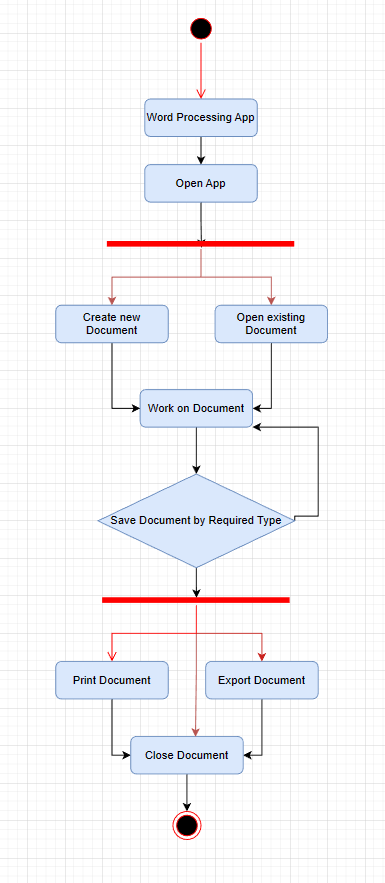 Word Processing App
Open App
Create new
Document
Open existing
Document
Work on Document
Save Document by Required Type
Print Document
Export Document
Close Document